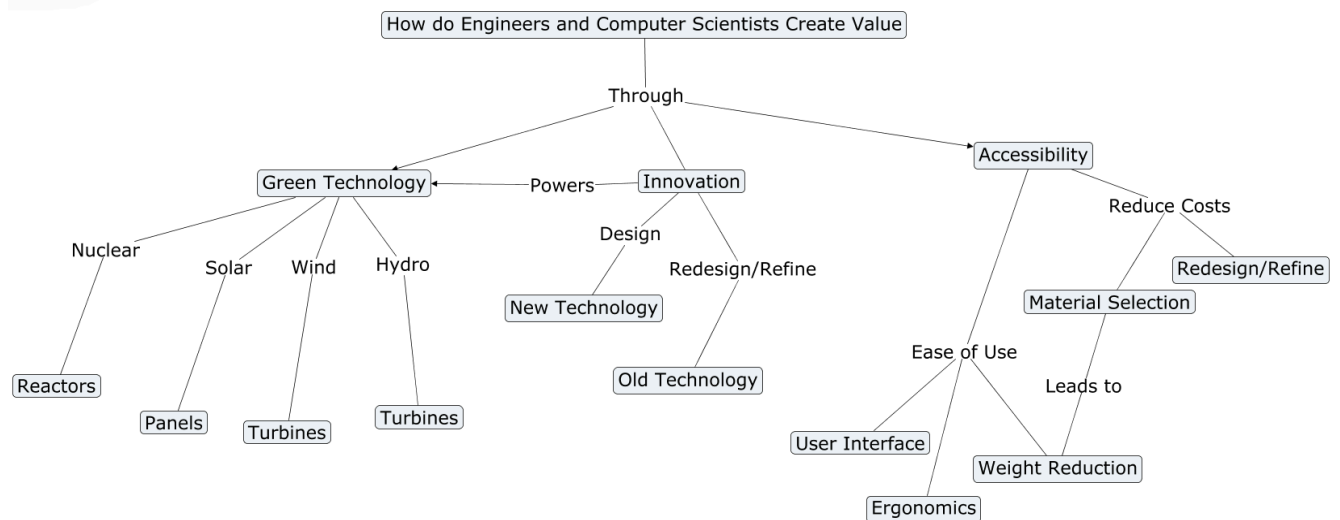 How do Engineers and Computer Scientists Create Value
Through
Green Technology
Powers
Innovation
Accessibility
Nuclear
Solar
Wind
Hydro
Design
Redesign/Refine
Reduce Costs
Redesign/Refine
New Technology
Material Selection
Ease of Use
Reactors
Old Technology
Leads to
Panels
Turbines
Turbines
User Interface
Weight Reduction
Ergonomics